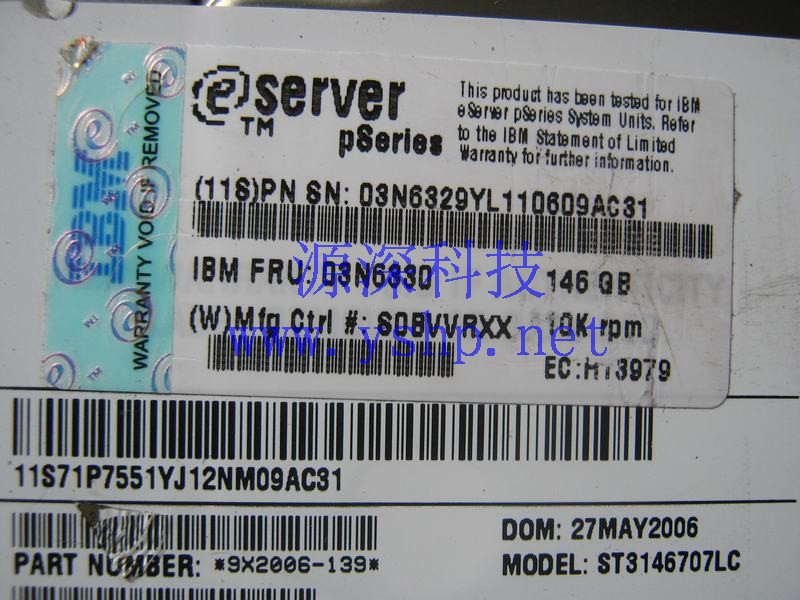 IBM
WARRANTY VOID IF REMOVED
e server
TM
pSeries
This product has been tested for IBM
eServer pSeries System Units. Refer
to the IBM Statement of Limited
Warranty for further information.
(11S)PN SN: 03N6329YL110609AC31
IBM FRU: 03N6330 146 GB
源深科技
(W)Mfg Ctrl #: S0BVVRXX 10K rpm
www.yshp.net
EC:H13979
11S71P7551YJ12NM09AC31
DOM: 27MAY2006
PART NUMBER: *9X2006-139*
MODEL: ST3146707LC